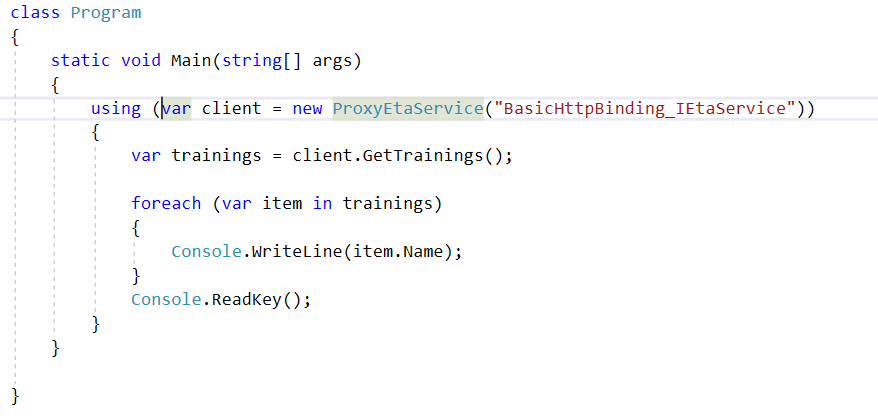 class Program
{
    static void Main(string[] args)
    {
        using (var client = new ProxyEtaService("BasicHttpBinding_IEtaService"))
        {
            var trainings = client.GetTrainings();

            foreach (var item in trainings)
            {
                Console.WriteLine(item.Name);
            }
            Console.ReadKey();
        }
    }

}